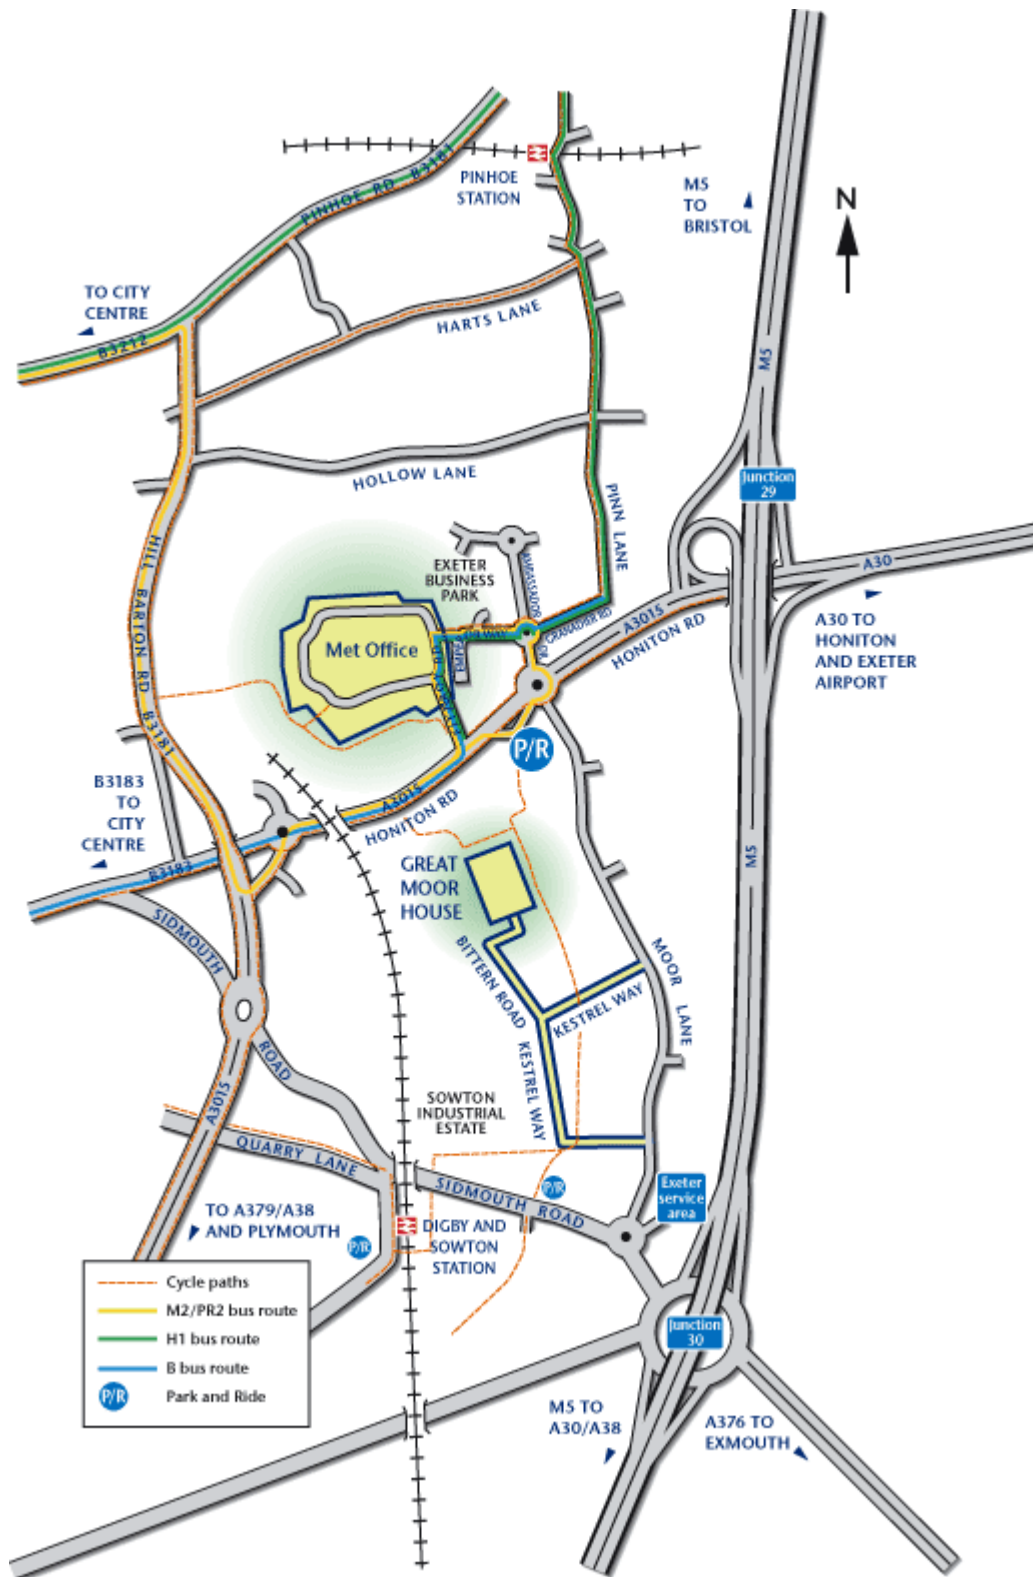 PINHOE RD B3181
PINHOE
STATION
M5
TO
BRISTOL
N
M5
TO CITY
CENTRE
B3212
HARTS LANE
HOLLOW LANE
PINN LANE
Junction
29
HILL BARTON RD B3181
EXETER
BUSINESS
PARK
AMBASSADOR
GRANADIER RD
A3015
HONITON RD
A30
A30 TO
HONITON
AND EXETER
AIRPORT
Met Office
P/R
B3183
TO
CITY
CENTRE
A3015
HONITON RD
B3183
M5
GREAT
MOOR
HOUSE
SIDMOUTH
ROAD
BITTERN ROAD
MOOR LANE
KESTREL WAY
KESTREL WAY
A3015
SOWTON
INDUSTRIAL
ESTATE
QUARRY LANE
SIDMOUTH ROAD
P/R
Exeter
service
area
TO A379/A38
AND PLYMOUTH
P/R
DIGBY AND
SOWTON
STATION
Cycle paths
M2/PR2 bus route
H1 bus route
B bus route
P/R
Park and Ride
Junction
30
M5 TO
A30/A38
A376 TO
EXMOUTH